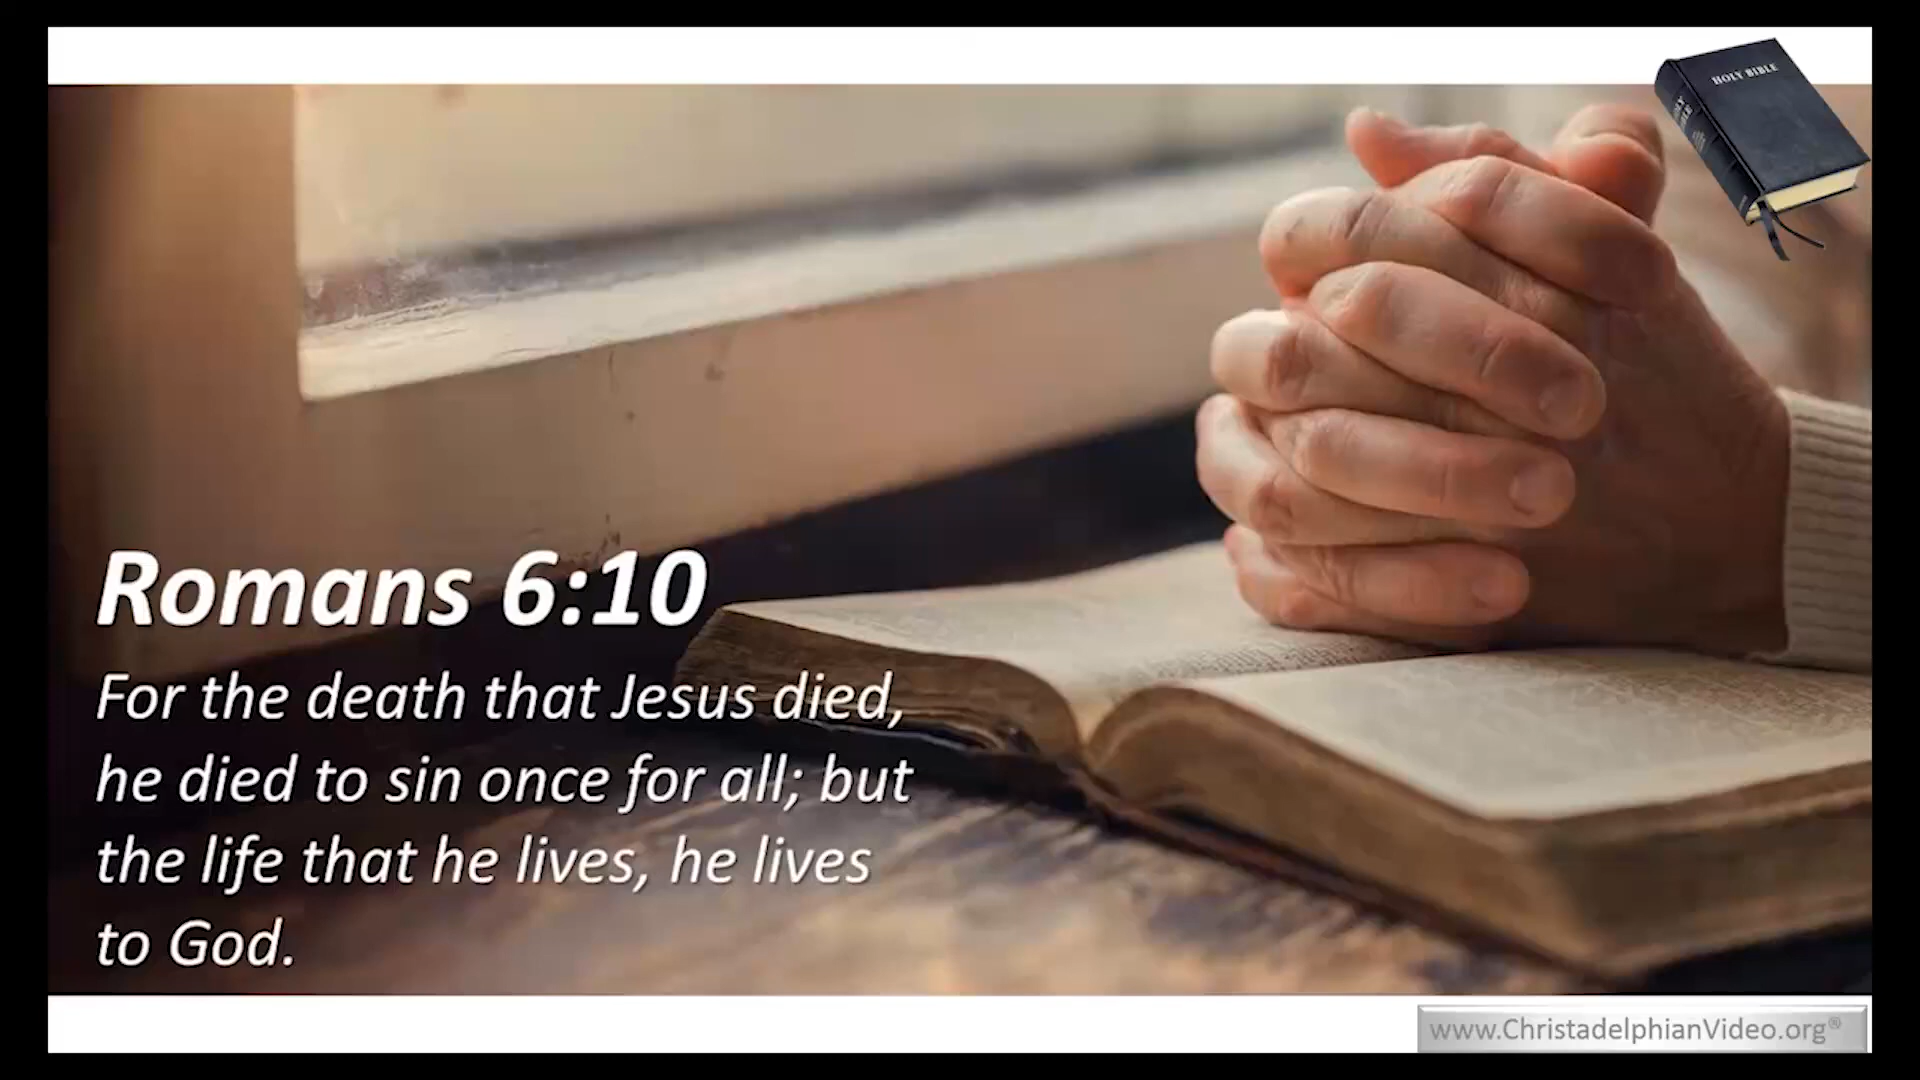 HOLY BIBLE
Romans 6:10
For the death that Jesus died,
he died to sin once for all; but
the life that he lives, he lives
to God.
www.ChristadelphianVideo.org®